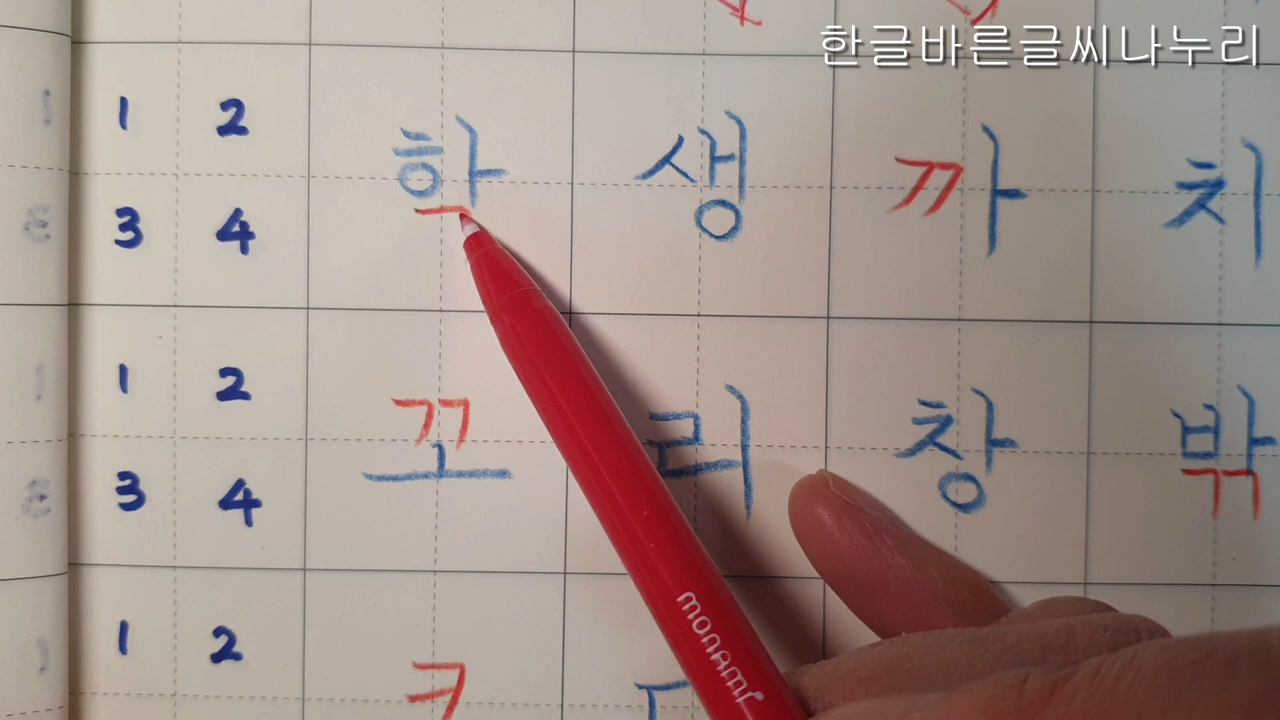 한글바른글씨나누리
1 2 하 생 까 치
3 4
1 2 꼬 리 창 밖
3 4
1 2 ㅋ
monami